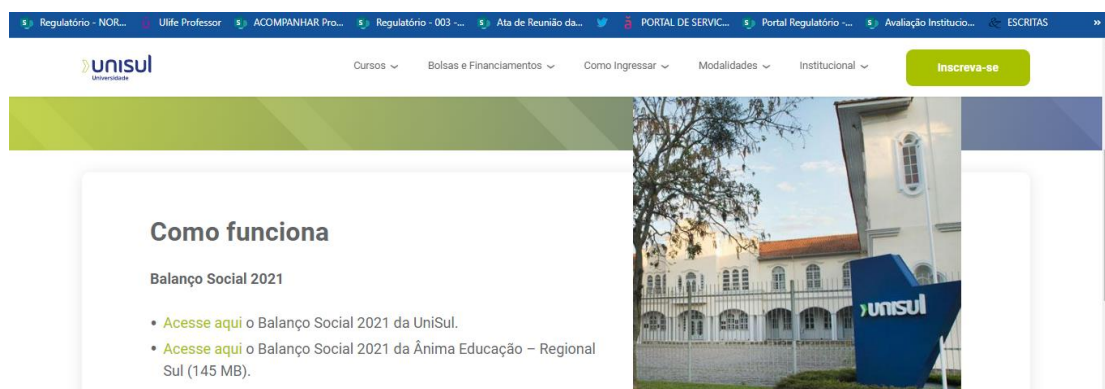 Regulatório - NOR...
Ulife Professor
ACOMPANHAR Pro...
Regulatório - 003 -...
Ata de Reunião da...
PORTAL DE SERVIC...
Portal Regulatório -...
Avaliação Institucio...
ESCRITAS
»
unisul
Universidade
Cursos
Bolsas e Financiamentos
Como Ingressar
Modalidades
Institucional
Inscreva-se
Como funciona
Balanço Social 2021
• Acesse aqui o Balanço Social 2021 da UniSul.
• Acesse aqui o Balanço Social 2021 da Ânima Educação – Regional
Sul (145 MB).
unisul